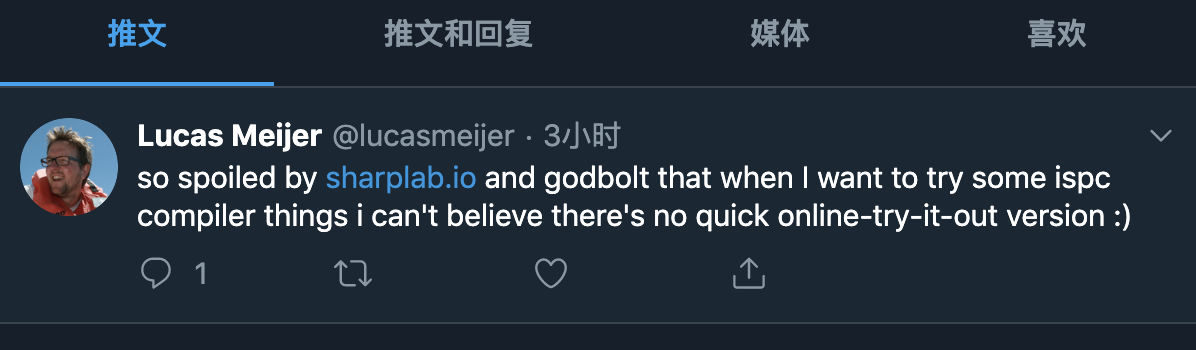 推文 推文和回复 媒体 喜欢
Lucas Meijer @lucasmeijer · 3小时
so spoiled by sharplab.io and godbolt that when I want to try some ispc
compiler things i can't believe there's no quick online-try-it-out version :)
1